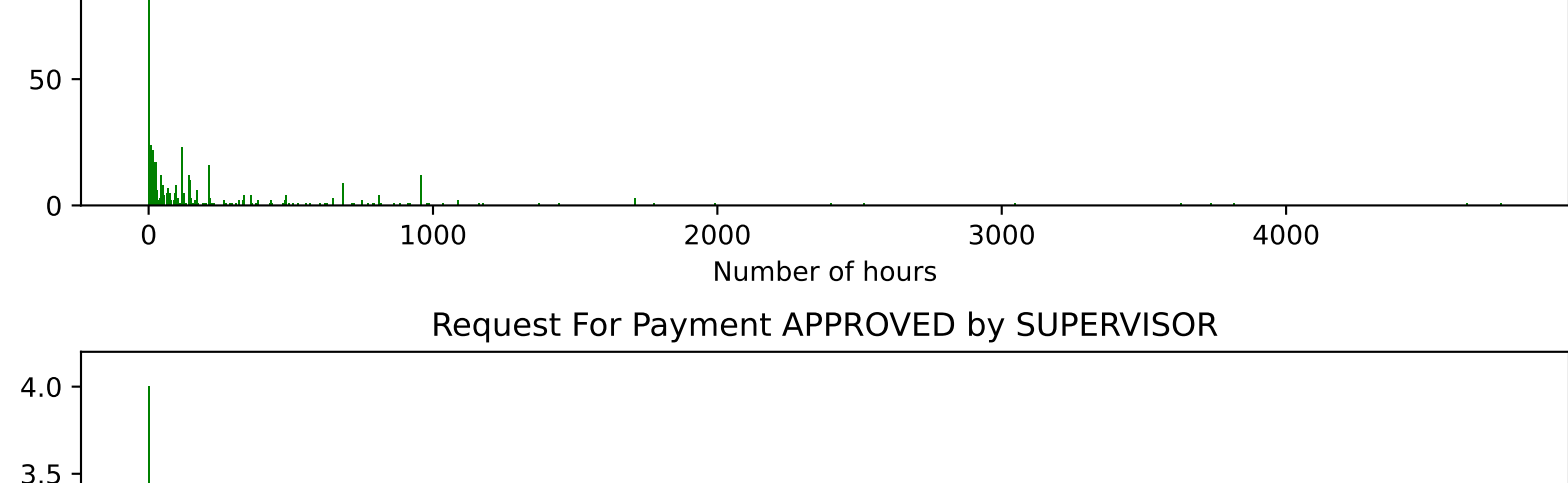 50
0
0 1000 2000 3000 4000
Number of hours
Request For Payment APPROVED by SUPERVISOR
4.0
3.5